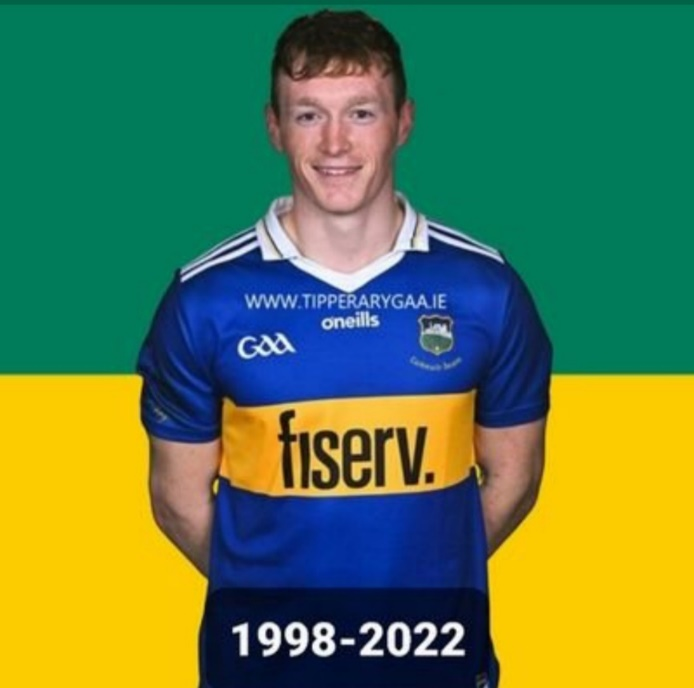 WWW.TIPPERARYGAA.IE
oneills
GAA
fiserv.
1998-2022